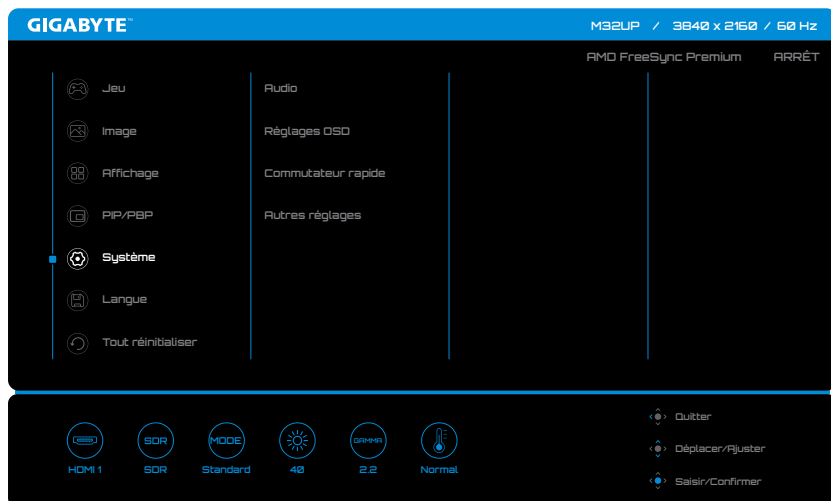 GIGABYTE™
M32UP / 3840 x 2160 / 60 Hz
AMD FreeSync Premium ARRÊT
Jeu
Audio
Image
Réglages OSD
Affichage
Commutateur rapide
PIP/PBP
Autres réglages
Système
Langue
Tout réinitialiser
SDR
MODE
GAMMA
HDMI 1
SDR
Standard
40
2.2
Normal
Quitter
Déplacer/Ajuster
Saisir/Confirmer